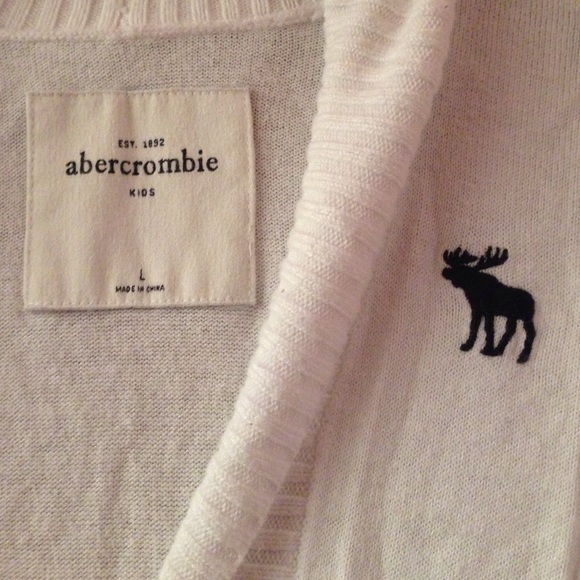 EST. 1892
abercrombie
KIDS
L
MADE IN CHINA